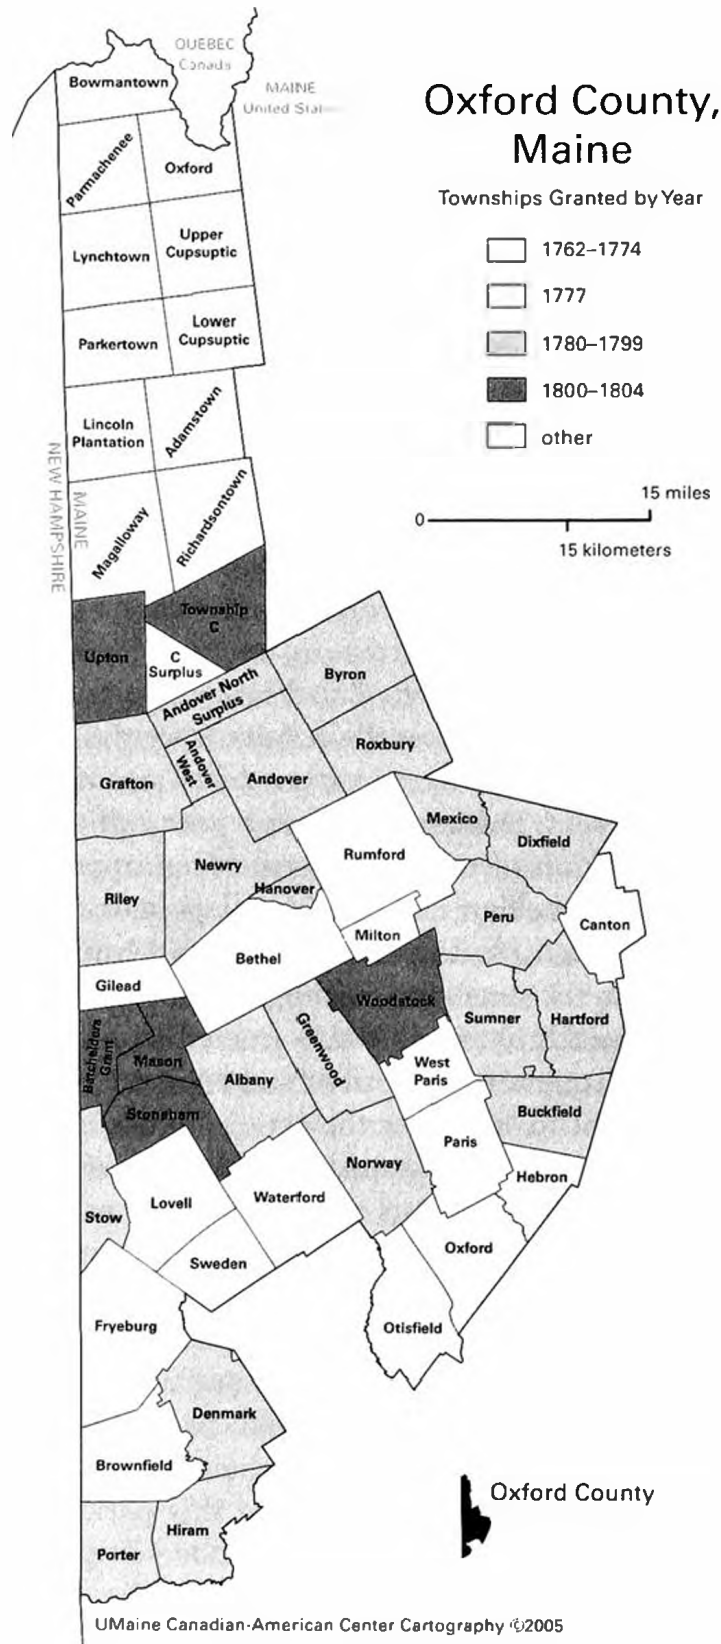 QUEBEC
Canada
MAINE
United States
Oxford County,
Maine
Townships Granted by Year
1762–1774
1777
1780–1799
1800–1804
other
15 miles
0
15 kilometers
NEW HAMPSHIRE
MAINE
Bowmantown
Parmachenee
Oxford
Lynchtown
Upper
Cupsuptic
Parkertown
Lower
Cupsuptic
Lincoln
Plantation
Adamstown
Magalloway
Richardsontown
Upton
Township
C
C
Surplus
Andover North
Surplus
Byron
Roxbury
Grafton
Andover
West
Andover
Mexico
Dixfield
Rumford
Newry
Riley
Hanover
Peru
Canton
Milton
Bethel
Gilead
Woodstock
Sumner
Hartford
Batchelders
Grant
Mason
Greenwood
Albany
West
Paris
Stoneham
Buckfield
Paris
Norway
Hebron
Lovell
Waterford
Stow
Sweden
Oxford
Fryeburg
Otisfield
Denmark
Brownfield
Hiram
Porter
Oxford County
UMaine Canadian-American Center Cartography ©2005